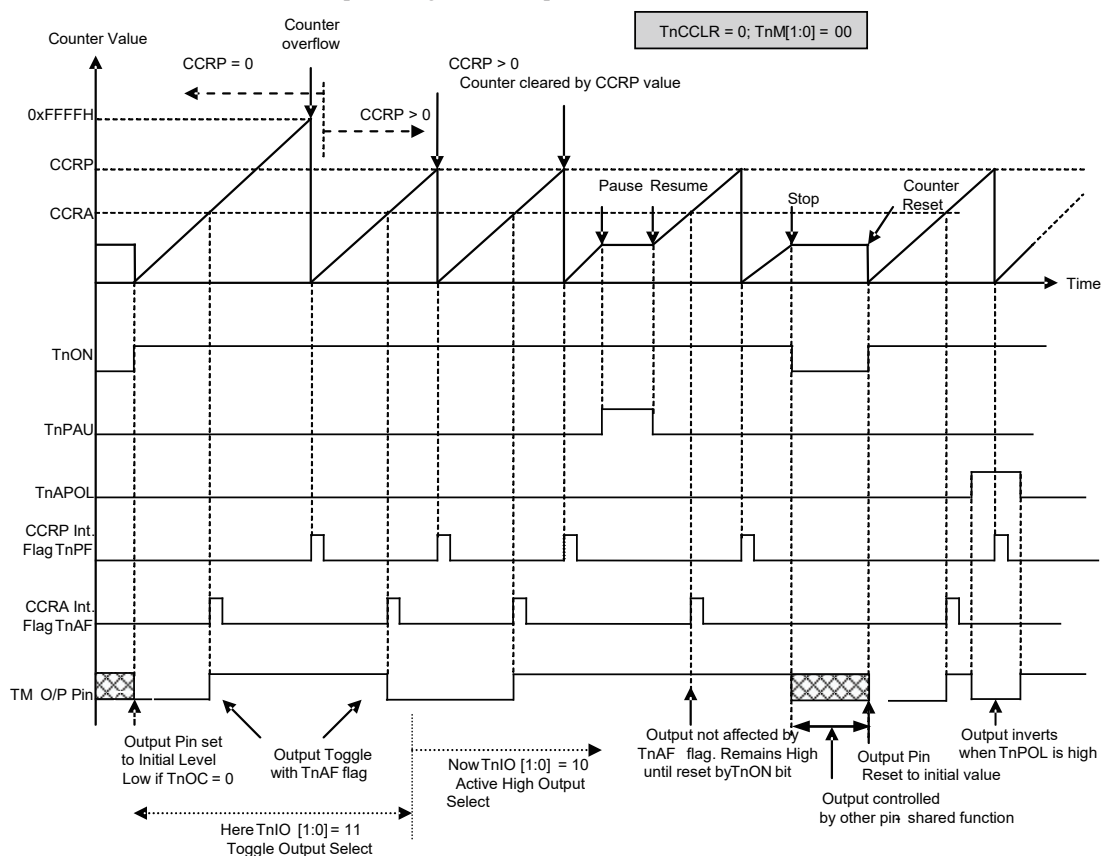 TnCCLR = 0; TnM[1:0] = 00
Counter Value
Counter
overflow
CCRP = 0
CCRP > 0
Counter cleared by CCRP value
0xFFFFH
CCRP > 0
CCRP
Pause Resume
Stop
Counter
Reset
CCRA
Time
TnON
TnPAU
TnAPOL
CCRP Int.
Flag TnPF
CCRA Int.
Flag TnAF
TM O/P Pin
Output Pin set
to Initial Level
Low if TnOC = 0
Output Toggle
with TnAF flag
Now TnIO [1:0] = 10
Active High Output
Select
Output not affected by
TnAF flag. Remains High
until reset byTnON bit
Output Pin
Reset to initial value
Output inverts
when TnPOL is high
Output controlled
by other pin- shared function
Here TnIO [1:0] = 11
Toggle Output Select